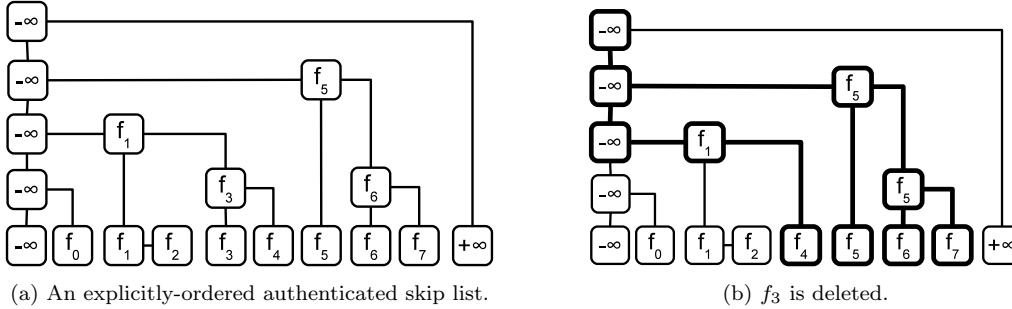 -∞
-∞ f5
-∞ f1
-∞ f3 f6
-∞ f0 f1 f2 f3 f4 f5 f6 f7 +∞
(a) An explicitly-ordered authenticated skip list.
-∞
-∞ f5
-∞ f1
-∞ f5
-∞ f0 f1 f2 f4 f5 f6 f7 +∞
(b) f3 is deleted.